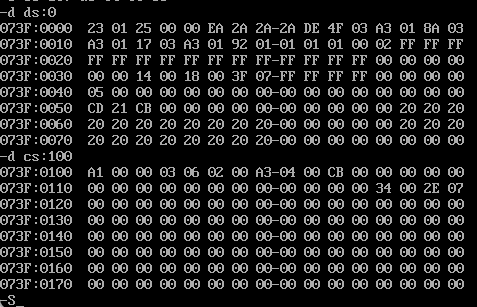 -d ds:0
073F:0000 23 01 25 00 00 EA 2A 2A-2A DE 4F 03 A3 01 8A 03
073F:0010 A3 01 17 03 A3 01 92 01-01 01 01 00 02 FF FF FF
073F:0020 FF FF FF FF FF FF FF FF-FF FF FF FF 00 00 00 00
073F:0030 00 00 14 00 18 00 3F 07-FF FF FF FF 00 00 00 00
073F:0040 05 00 00 00 00 00 00 00-00 00 00 00 00 00 00 00
073F:0050 CD 21 CB 00 00 00 00 00-00 00 00 00 00 20 20 20
073F:0060 20 20 20 20 20 20 20 20-00 00 00 00 00 20 20 20
073F:0070 20 20 20 20 20 20 20 20-00 00 00 00 00 00 00 00
-d cs:100
073F:0100 A1 00 00 03 06 02 00 A3-04 00 CB 00 00 00 00 00
073F:0110 00 00 00 00 00 00 00 00-00 00 00 00 34 00 2E 07
073F:0120 00 00 00 00 00 00 00 00-00 00 00 00 00 00 00 00
073F:0130 00 00 00 00 00 00 00 00-00 00 00 00 00 00 00 00
073F:0140 00 00 00 00 00 00 00 00-00 00 00 00 00 00 00 00
073F:0150 00 00 00 00 00 00 00 00-00 00 00 00 00 00 00 00
073F:0160 00 00 00 00 00 00 00 00-00 00 00 00 00 00 00 00
073F:0170 00 00 00 00 00 00 00 00-00 00 00 00 00 00 00 00
-S_